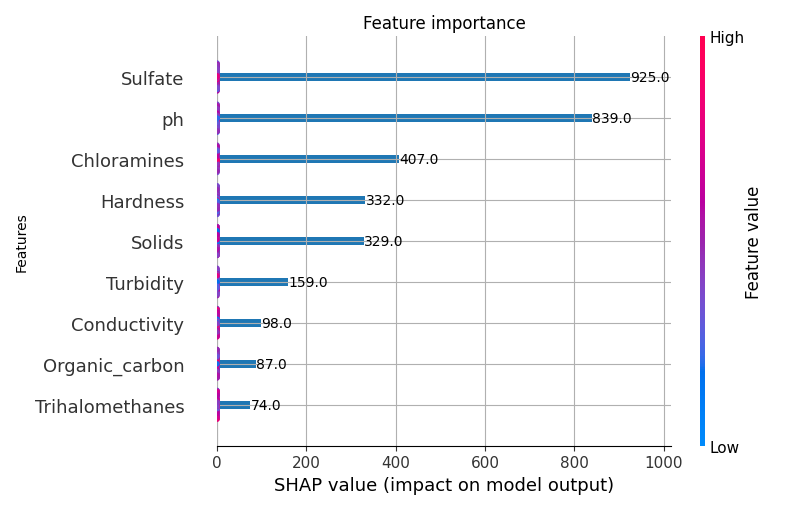 Feature importance
High
Sulfate 925.0
ph 839.0
Chloramines 407.0
Hardness 332.0
Solids 329.0
Turbidity 159.0
Conductivity 98.0
Organic_carbon 87.0
Trihalomethanes 74.0
Features
Feature value
Low
0 200 400 600 800 1000
SHAP value (impact on model output)